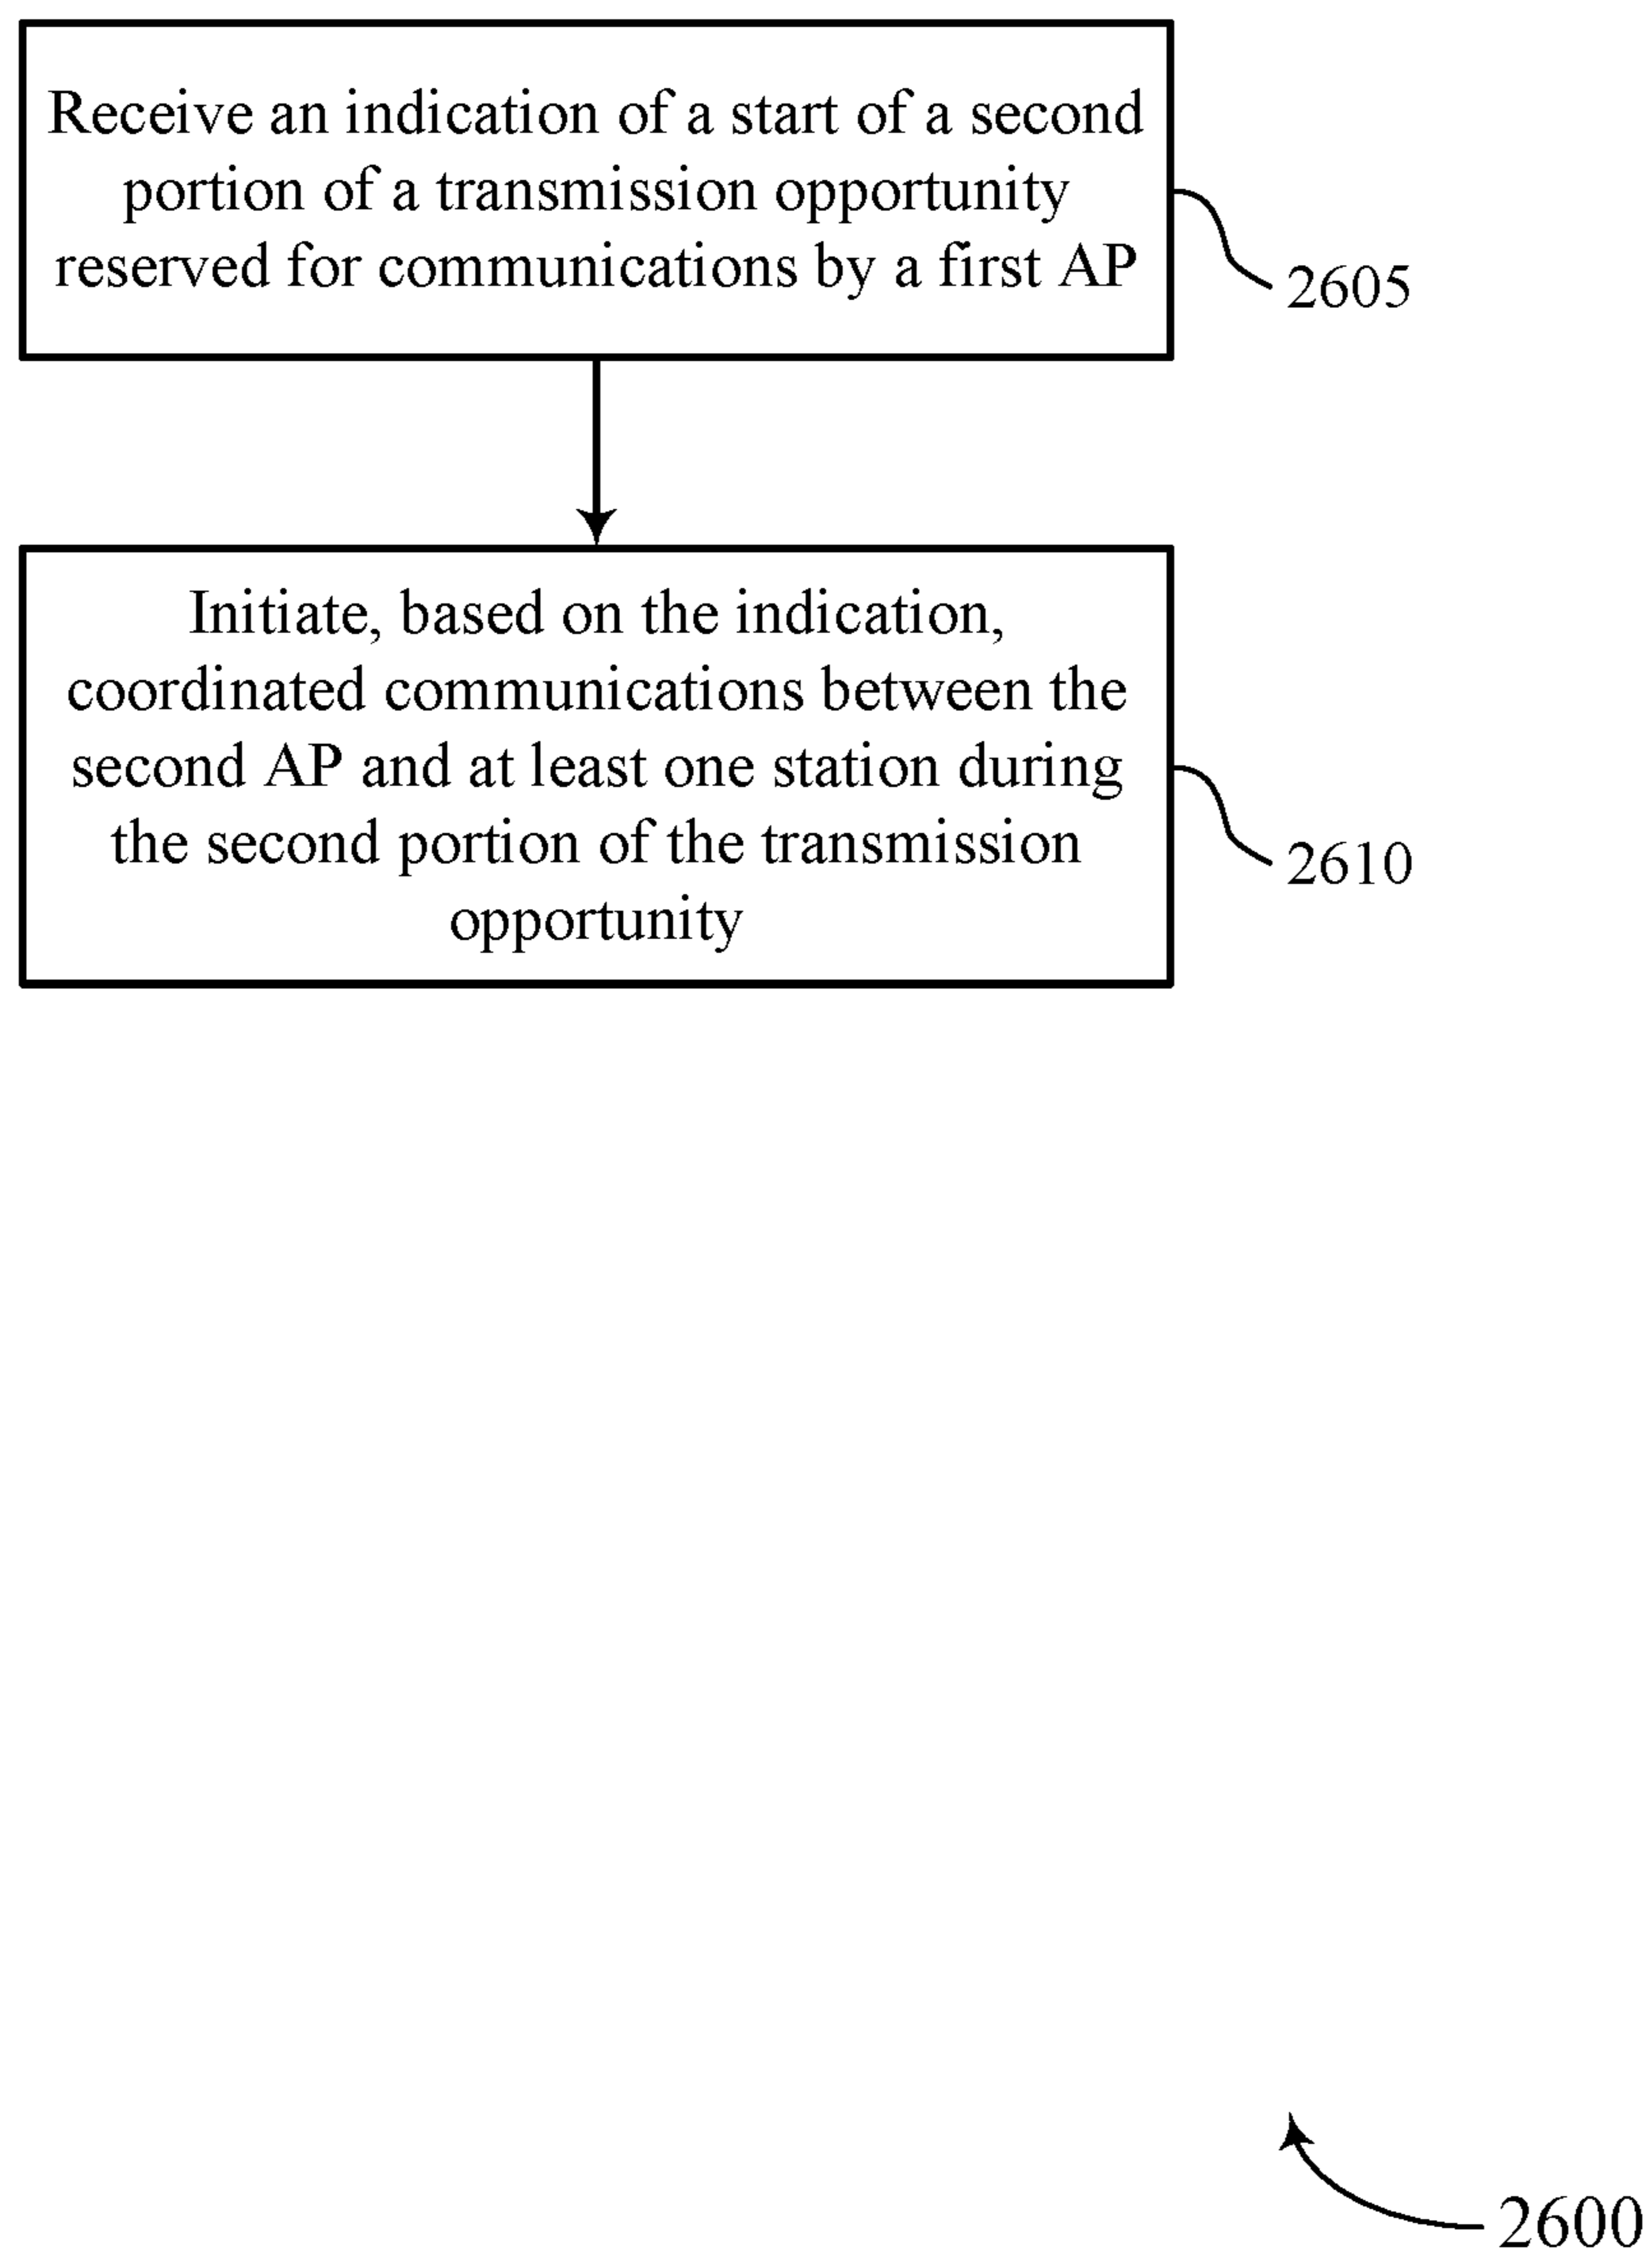 Receive an indication of a start of a second
portion of a transmission opportunity
reserved for communications by a first AP
2605
Initiate, based on the indication,
coordinated communications between the
second AP and at least one station during
the second portion of the transmission
opportunity
2610
2600